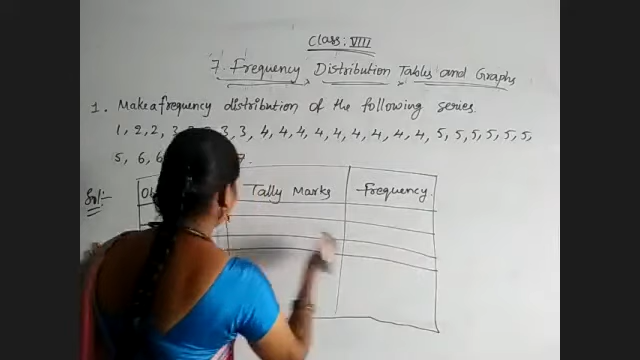 Class: VIII
7. Frequency Distribution Tables and Graphs
1. Make a frequency distribution of the following series.
1, 2, 2, 3, 3, 3, 4, 4, 4, 4, 4, 4, 4, 4, 4, 5, 5, 5, 5, 5, 5,
5, 6, 6 7.
Sol:-
Ob Tally Marks Frequency